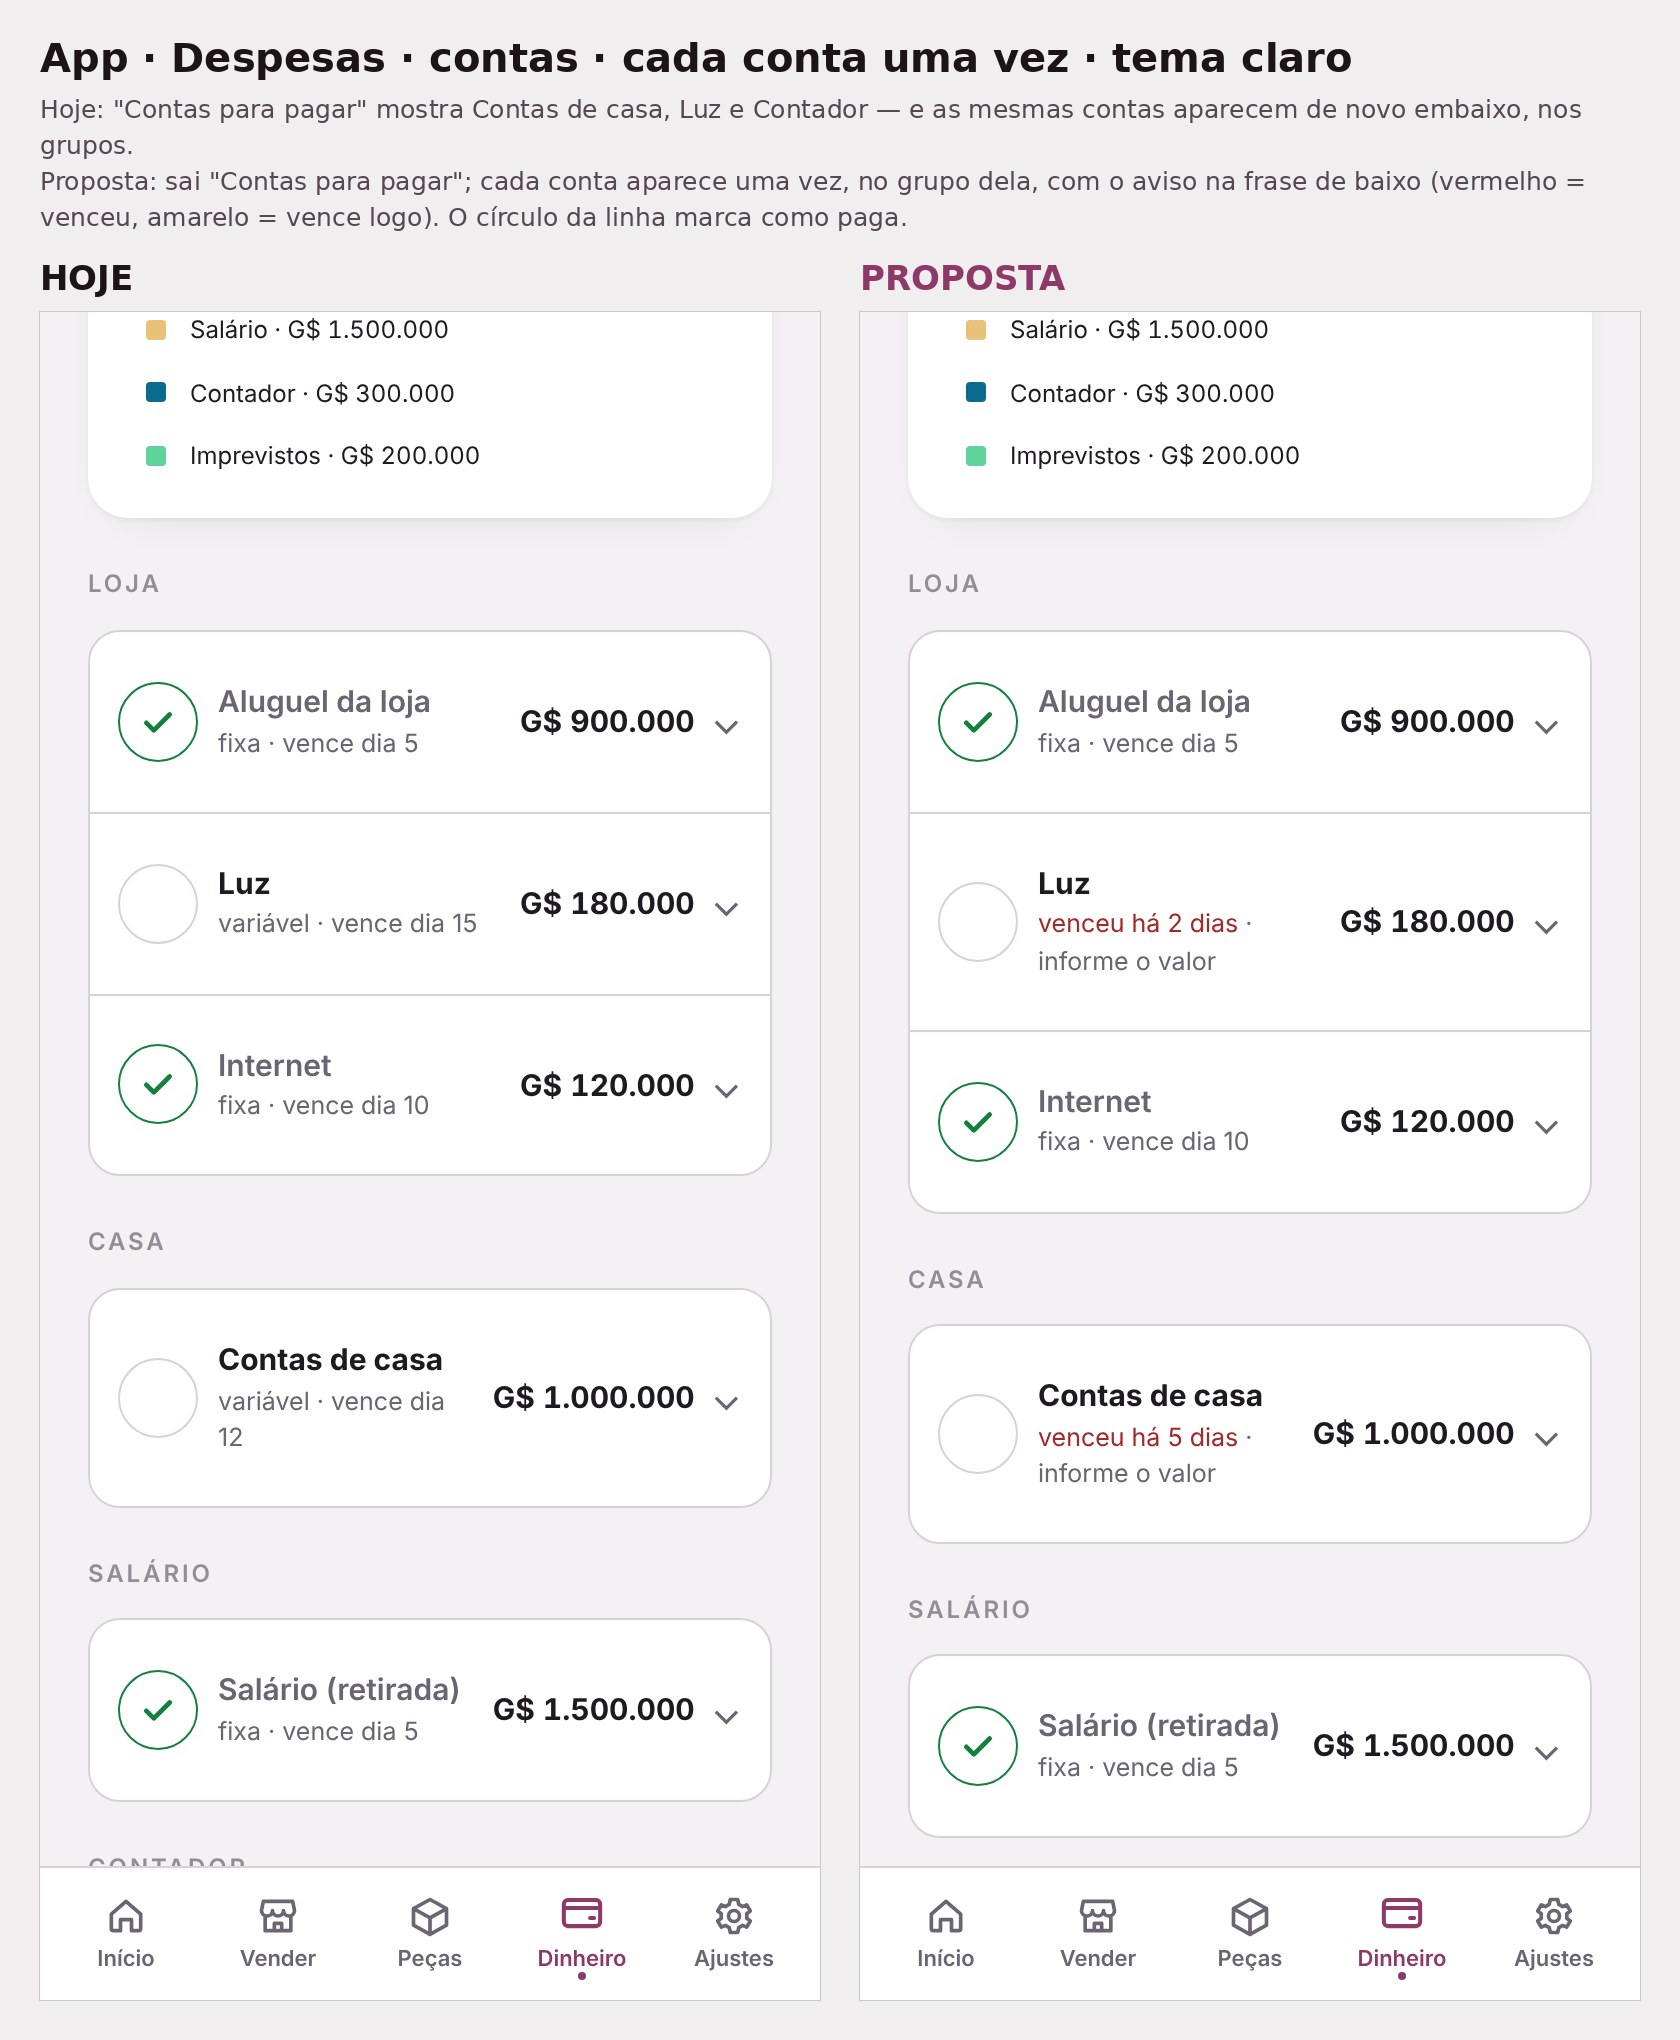 App · Despesas · contas · cada conta uma vez · tema claro
Hoje: "Contas para pagar" mostra Contas de casa, Luz e Contador — e as mesmas contas aparecem de novo embaixo, nos
grupos.
Proposta: sai "Contas para pagar"; cada conta aparece uma vez, no grupo dela, com o aviso na frase de baixo (vermelho =
venceu, amarelo = vence logo). O círculo da linha marca como paga.
HOJE
Salário · G$ 1.500.000
Contador · G$ 300.000
Imprevistos · G$ 200.000
LOJA
Aluguel da loja
fixa · vence dia 5
G$ 900.000
Luz
variável · vence dia 15
G$ 180.000
Internet
fixa · vence dia 10
G$ 120.000
CASA
Contas de casa
variável · vence dia
12
G$ 1.000.000
SALÁRIO
Salário (retirada)
fixa · vence dia 5
G$ 1.500.000
CONTADOR
Início
Vender
Peças
Dinheiro
Ajustes
PROPOSTA
Salário · G$ 1.500.000
Contador · G$ 300.000
Imprevistos · G$ 200.000
LOJA
Aluguel da loja
fixa · vence dia 5
G$ 900.000
Luz
venceu há 2 dias ·
informe o valor
G$ 180.000
Internet
fixa · vence dia 10
G$ 120.000
CASA
Contas de casa
venceu há 5 dias ·
informe o valor
G$ 1.000.000
SALÁRIO
Salário (retirada)
fixa · vence dia 5
G$ 1.500.000
Início
Vender
Peças
Dinheiro
Ajustes